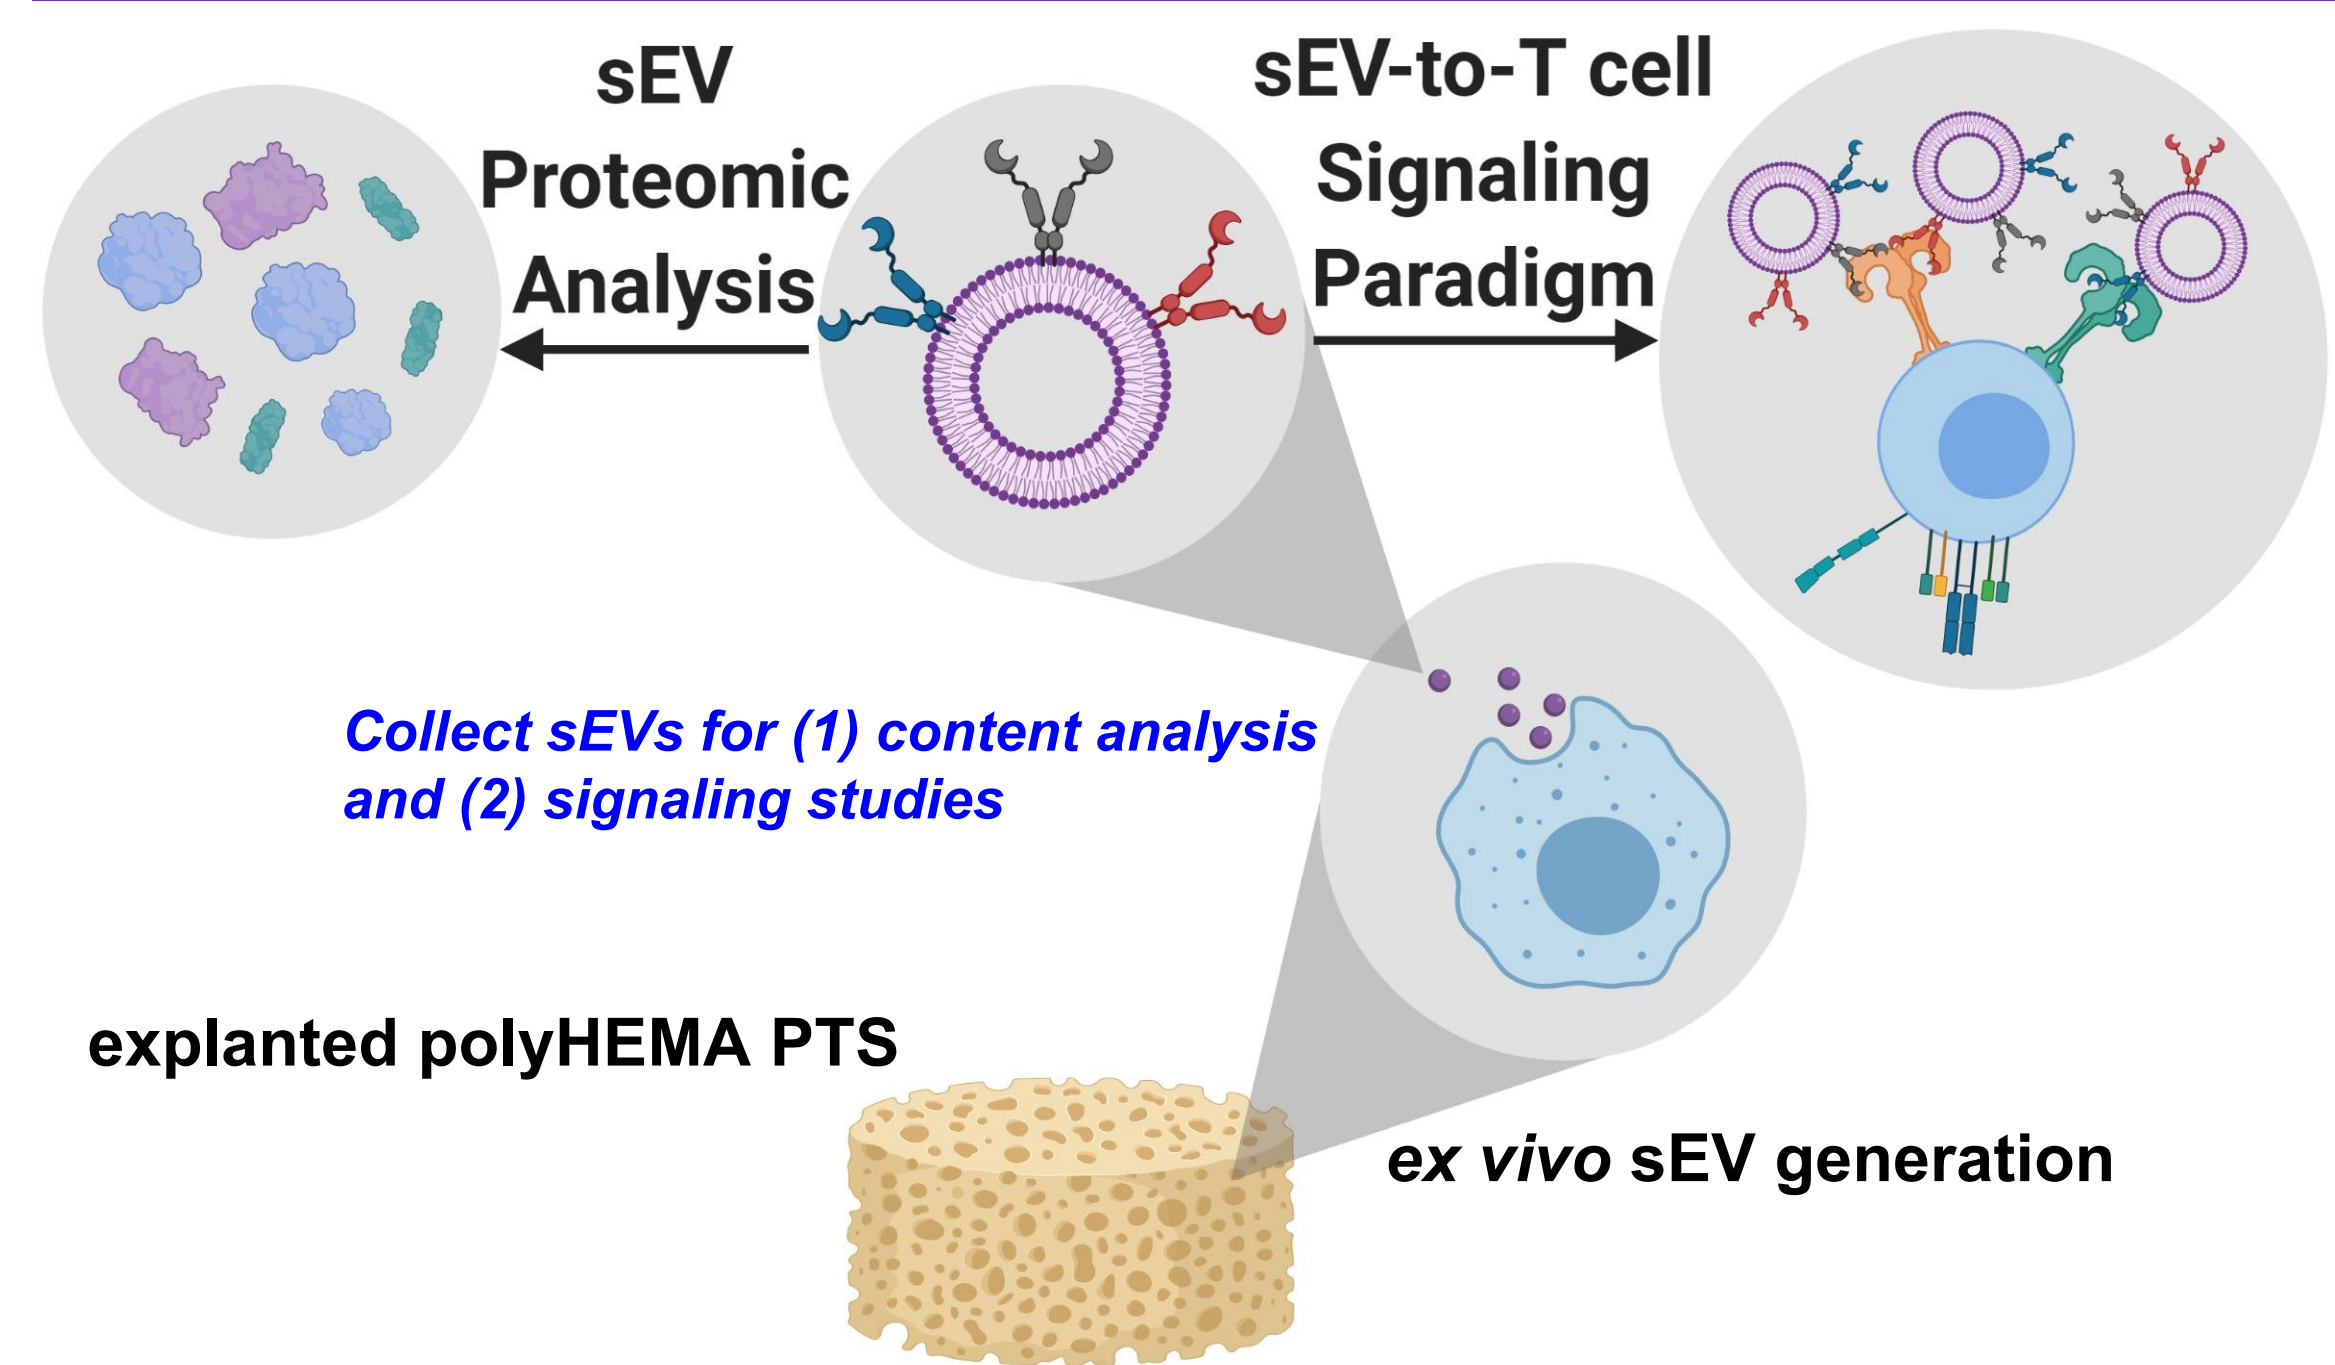 sEV
Proteomic
Analysis
sEV-to-T cell
Signaling
Paradigm
Collect sEVs for (1) content analysis
and (2) signaling studies
explanted polyHEMA PTS
ex vivo sEV generation